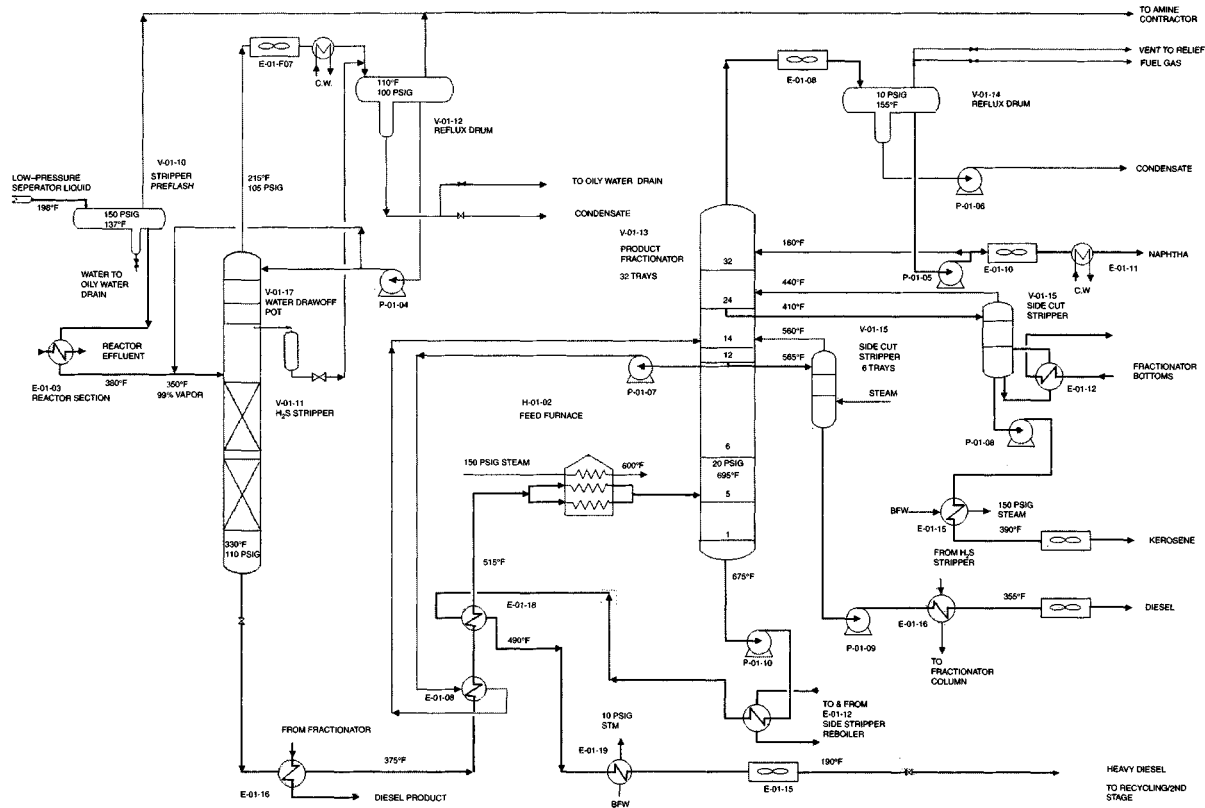 TO AMINE
CONTRACTOR
E-01-F07
C.W.
110°F
100 PSIG
V-01-12
REFLUX DRUM
E-01-08
VENT TO RELIEF
FUEL GAS
10 PSIG
155°F
V-01-14
REFLUX DRUM
V-01-10
STRIPPER
PREFLASH
LOW-PRESSURE
SEPERATOR LIQUID
198°F
150 PSIG
137°F
215°F
105 PSIG
TO OILY WATER DRAIN
CONDENSATE
CONDENSATE
P-01-06
V-01-13
PRODUCT
FRACTIONATOR
32 TRAYS
32
160°F
P-01-05
E-01-10
C.W
E-01-11
NAPHTHA
WATER TO
OILY WATER
DRAIN
V-01-17
WATER DRAWOFF
POT
P-01-04
24
440°F
410°F
V-01-15
SIDE CUT
STRIPPER
REACTOR
EFFLUENT
E-01-03
REACTOR SECTION
380°F
350°F
99% VAPOR
V-01-11
H2S STRIPPER
14
12
560°F
565°F
V-01-15
SIDE CUT
STRIPPER
6 TRAYS
STEAM
P-01-07
E-01-12
FRACTIONATOR
BOTTOMS
P-01-08
H-01-02
FEED FURNACE
150 PSIG STEAM
600°F
6
20 PSIG
695°F
5
1
BFW
E-01-15
150 PSIG
STEAM
390°F
KEROSENE
330°F
110 PSIG
515°F
675°F
FROM H2S
STRIPPER
E-01-18
490°F
P-01-10
P-01-09
E-01-16
355°F
DIESEL
TO
FRACTIONATOR
COLUMN
E-01-08
TO & FROM
E-01-12
SIDE STRIPPER
REBOILER
FROM FRACTIONATOR
375°F
E-01-16
DIESEL PRODUCT
10 PSIG
STM
E-01-19
BFW
E-01-15
190°F
HEAVY DIESEL
TO RECYCLING/2ND
STAGE